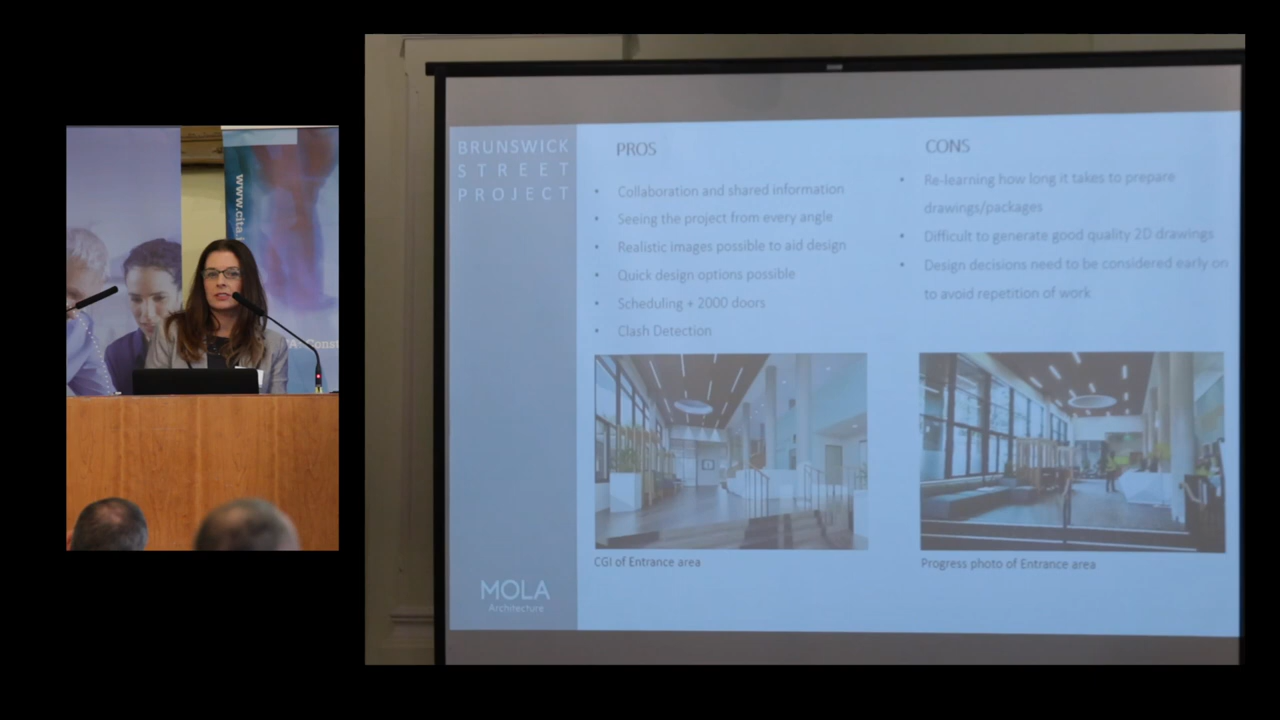 www.cita.
BRUNSWICK
STREET
PROJECT
PROS
• Collaboration and shared information
• Seeing the project from every angle
• Realistic images possible to aid design
• Quick design options possible
• Scheduling + 2000 doors
• Clash Detection
CONS
• Re-learning how long it takes to prepare
drawings/packages
• Difficult to generate good quality 2D drawings
• Design decisions need to be considered early on
to avoid repetition of work
CGI of Entrance area
Progress photo of Entrance area
MOLA
Architecture